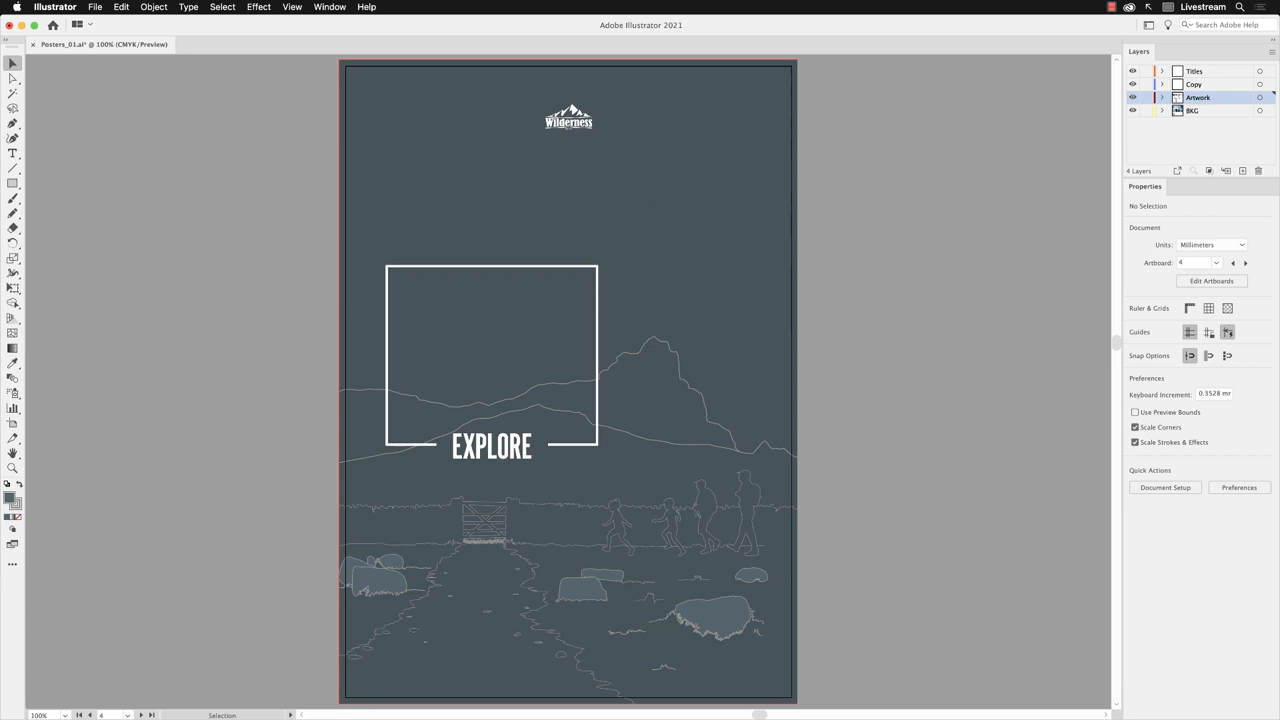 Illustrator File Edit Object Type Select Effect View Window Help Livestream
Adobe Illustrator 2021 Search Adobe Help
× Posters_01.ai* @ 100% (CMYK/Preview)
Layers
Titles
Copy
Artwork
BKG
4 Layers
Properties
No Selection
Document
Units: Millimeters
Artboard: 4
Edit Artboards
Ruler & Grids
Guides
Snap Options
Preferences
Keyboard Increment: 0.3528 mr
Use Preview Bounds
Scale Corners
Scale Strokes & Effects
Quick Actions
Document Setup Preferences
Wilderness
EXPLORE
100% 4 Selection